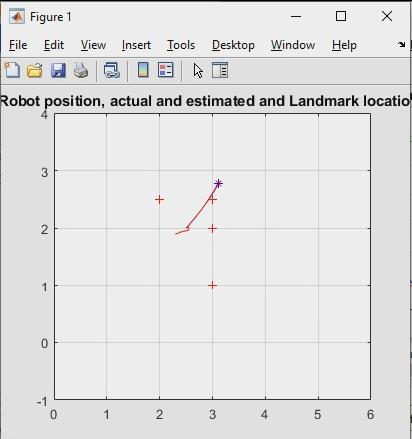 Figure 1
File Edit View Insert Tools Desktop Window Help
Robot position, actual and estimated and Landmark locatio
4
3
2
1
0
-1
0 1 2 3 4 5 6